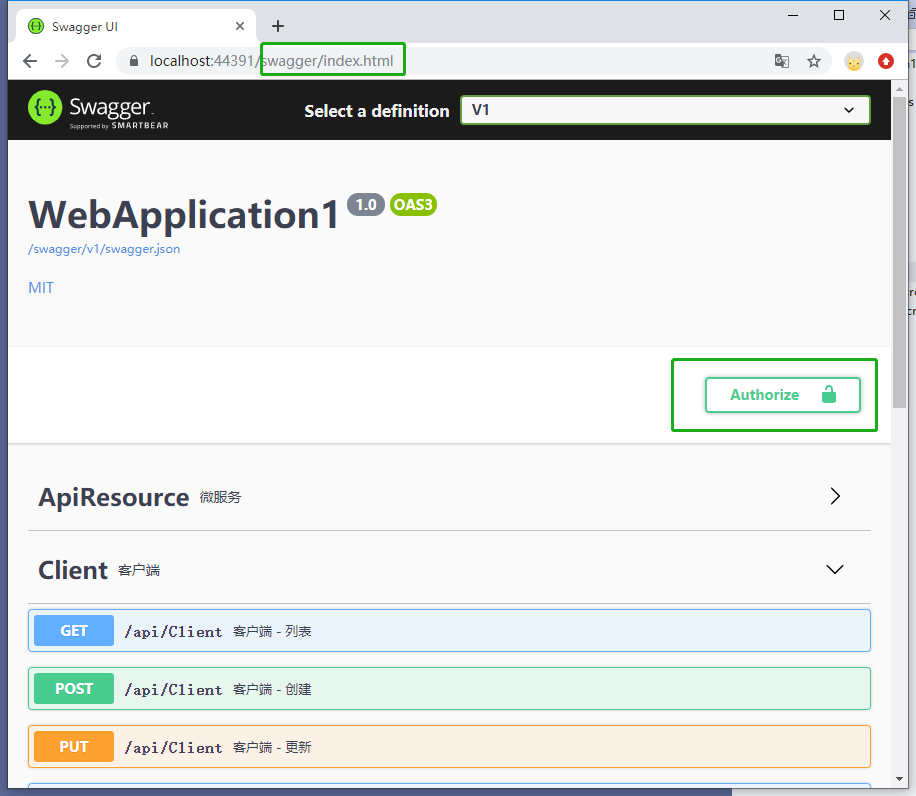 Swagger UI
localhost:44391/swagger/index.html
Swagger
Supported by SMARTBEAR
Select a definition V1
WebApplication1 1.0 OAS3
/swagger/v1/swagger.json
MIT
Authorize
ApiResource 微服务
Client 客户端
GET /api/Client 客户端 - 列表
POST /api/Client 客户端 - 创建
PUT /api/Client 客户端 - 更新